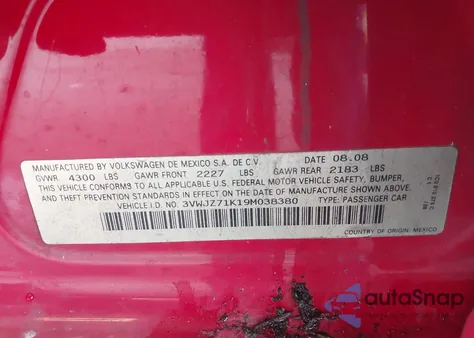 MANUFACTURED BY VOLKSWAGEN DE MEXICO S.A. DE C.V. DATE 08.08
GVWR 4300 LBS GAWR FRONT 2227 LBS GAWR REAR 2183 LBS
THIS VEHICLE CONFORMS TO ALL APPLICABLE U.S. FEDERAL MOTOR VEHICLE SAFETY, BUMPER,
AND THEFT PREVENTION STANDARDS IN EFFECT ON THE DATE OF MANUFACTURE SHOWN ABOVE.
VEHICLE I.D. NO. 3VWJZ71K19M038380 TYPE: PASSENGER CAR
COUNTRY OF ORIGIN: MEXICO
autoSnap